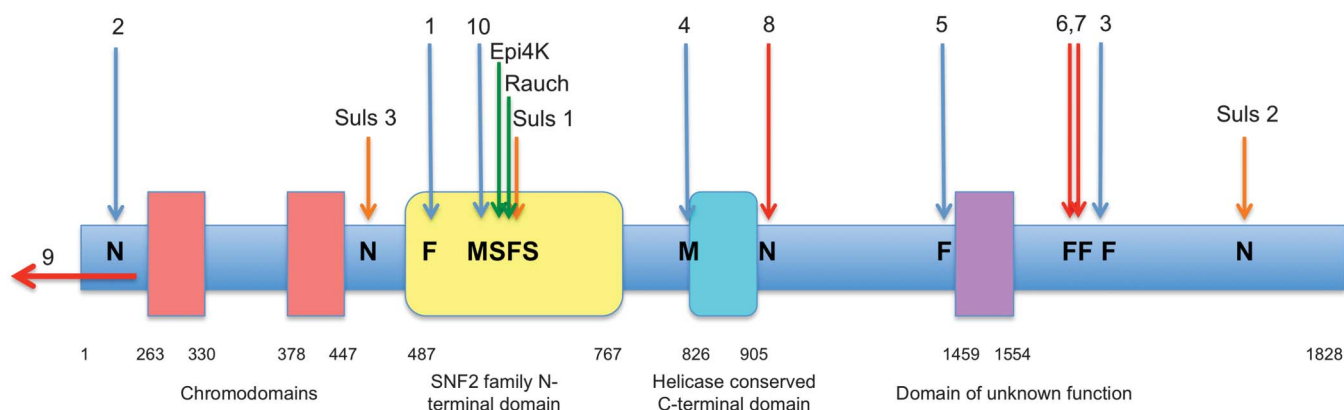 2 1 10 4 8 5 6,7 3
Epi4K
Rauch
Suls 3 Suls 1 Suls 2
N N F MSFS M N F FF F N
9
1 263 330 378 447 487 767 826 905 1459 1554 1828
Chromodomains
SNF2 family N-
terminal domain
Helicase conserved
C-terminal domain
Domain of unknown function